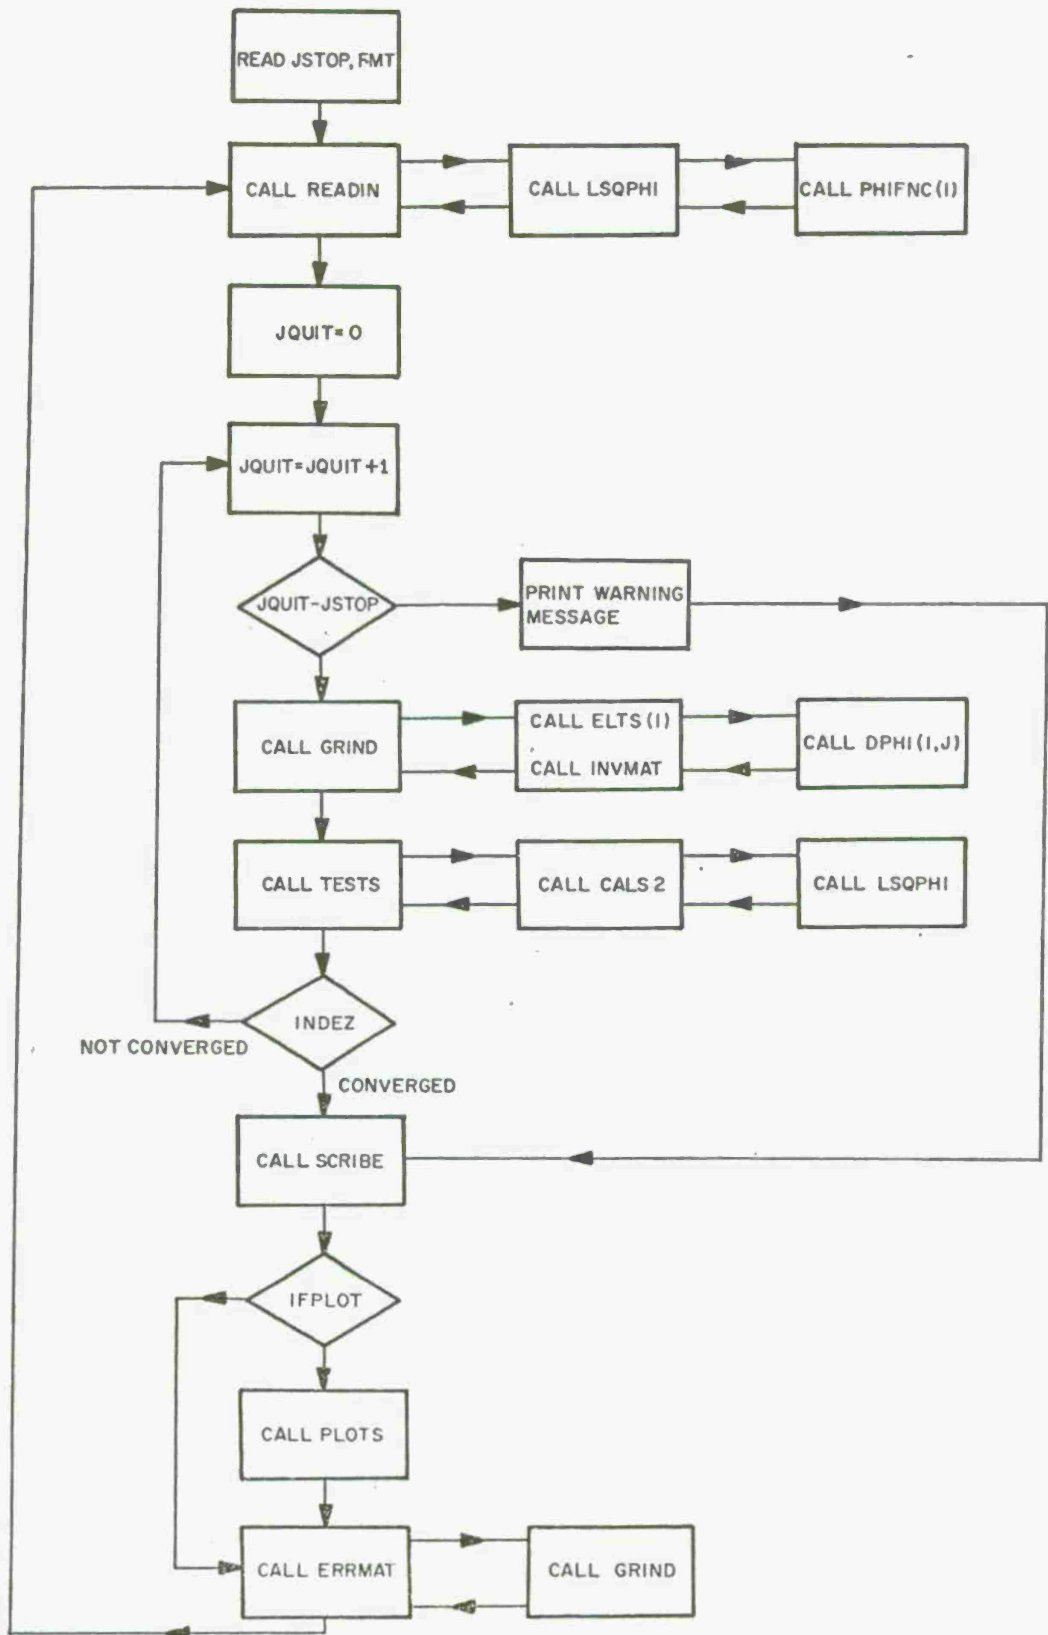 READ JSTOP, FMT
CALL READIN
CALL LSQPHI
CALL PHIFNC(I)
JQUIT=0
JQUIT=JQUIT+1
JQUIT-JSTOP
PRINT WARNING
MESSAGE
CALL GRIND
CALL ELTS(I)
CALL INVMAT
CALL DPHI(I,J)
CALL TESTS
CALL CALS2
CALL LSQPHI
INDEZ
NOT CONVERGED
CONVERGED
CALL SCRIBE
IFPLOT
CALL PLOTS
CALL ERRMAT
CALL GRIND